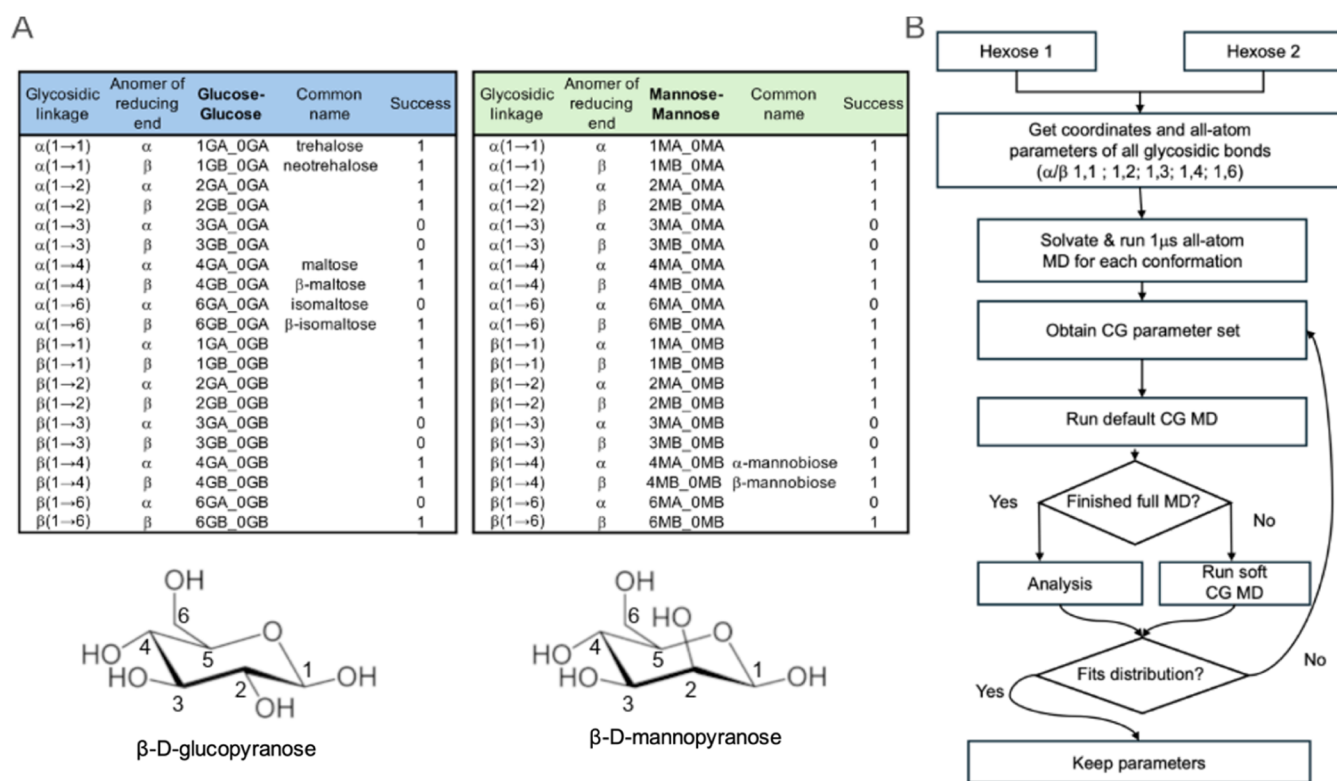 A
Glycosidic linkage Anomer of reducing end Glucose-Glucose Common name Success
α(1→1) α 1GA_0GA trehalose 1
α(1→1) β 1GB_0GA neotrehalose 1
α(1→2) α 2GA_0GA 1
α(1→2) β 2GB_0GA 1
α(1→3) α 3GA_0GA 0
α(1→3) β 3GB_0GA 0
α(1→4) α 4GA_0GA maltose 1
α(1→4) β 4GB_0GA β-maltose 1
α(1→6) α 6GA_0GA isomaltose 0
α(1→6) β 6GB_0GA β-isomaltose 1
β(1→1) α 1GA_0GB 1
β(1→1) β 1GB_0GB 1
β(1→2) α 2GA_0GB 1
β(1→2) β 2GB_0GB 1
β(1→3) α 3GA_0GB 0
β(1→3) β 3GB_0GB 0
β(1→4) α 4GA_0GB 1
β(1→4) β 4GB_0GB 1
β(1→6) α 6GA_0GB 0
β(1→6) β 6GB_0GB 1
Glycosidic linkage Anomer of reducing end Mannose-Mannose Common name Success
α(1→1) α 1MA_0MA 1
α(1→1) β 1MB_0MA 1
α(1→2) α 2MA_0MA 1
α(1→2) β 2MB_0MA 1
α(1→3) α 3MA_0MA 0
α(1→3) β 3MB_0MA 0
α(1→4) α 4MA_0MA 1
α(1→4) β 4MB_0MA 1
α(1→6) α 6MA_0MA 0
α(1→6) β 6MB_0MA 1
β(1→1) α 1MA_0MB 1
β(1→1) β 1MB_0MB 1
β(1→2) α 2MA_0MB 1
β(1→2) β 2MB_0MB 1
β(1→3) α 3MA_0MB 0
β(1→3) β 3MB_0MB 0
β(1→4) α 4MA_0MB α-mannobiose 1
β(1→4) β 4MB_0MB β-mannobiose 1
β(1→6) α 6MA_0MB 0
β(1→6) β 6MB_0MB 1
OH
6
HO 4 5 O 1
HO 3 2 OH OH
β-D-glucopyranose
OH
6 HO
HO 4 5 O 1
HO 3 2 OH
β-D-mannopyranose
B
Hexose 1
Hexose 2
Get coordinates and all-atom
parameters of all glycosidic bonds
(α/β 1,1 ; 1,2; 1,3; 1,4; 1,6)
Solvate & run 1μs all-atom
MD for each conformation
Obtain CG parameter set
Run default CG MD
Finished full MD?
Yes
No
Analysis
Run soft
CG MD
Fits distribution?
Yes
No
Keep parameters